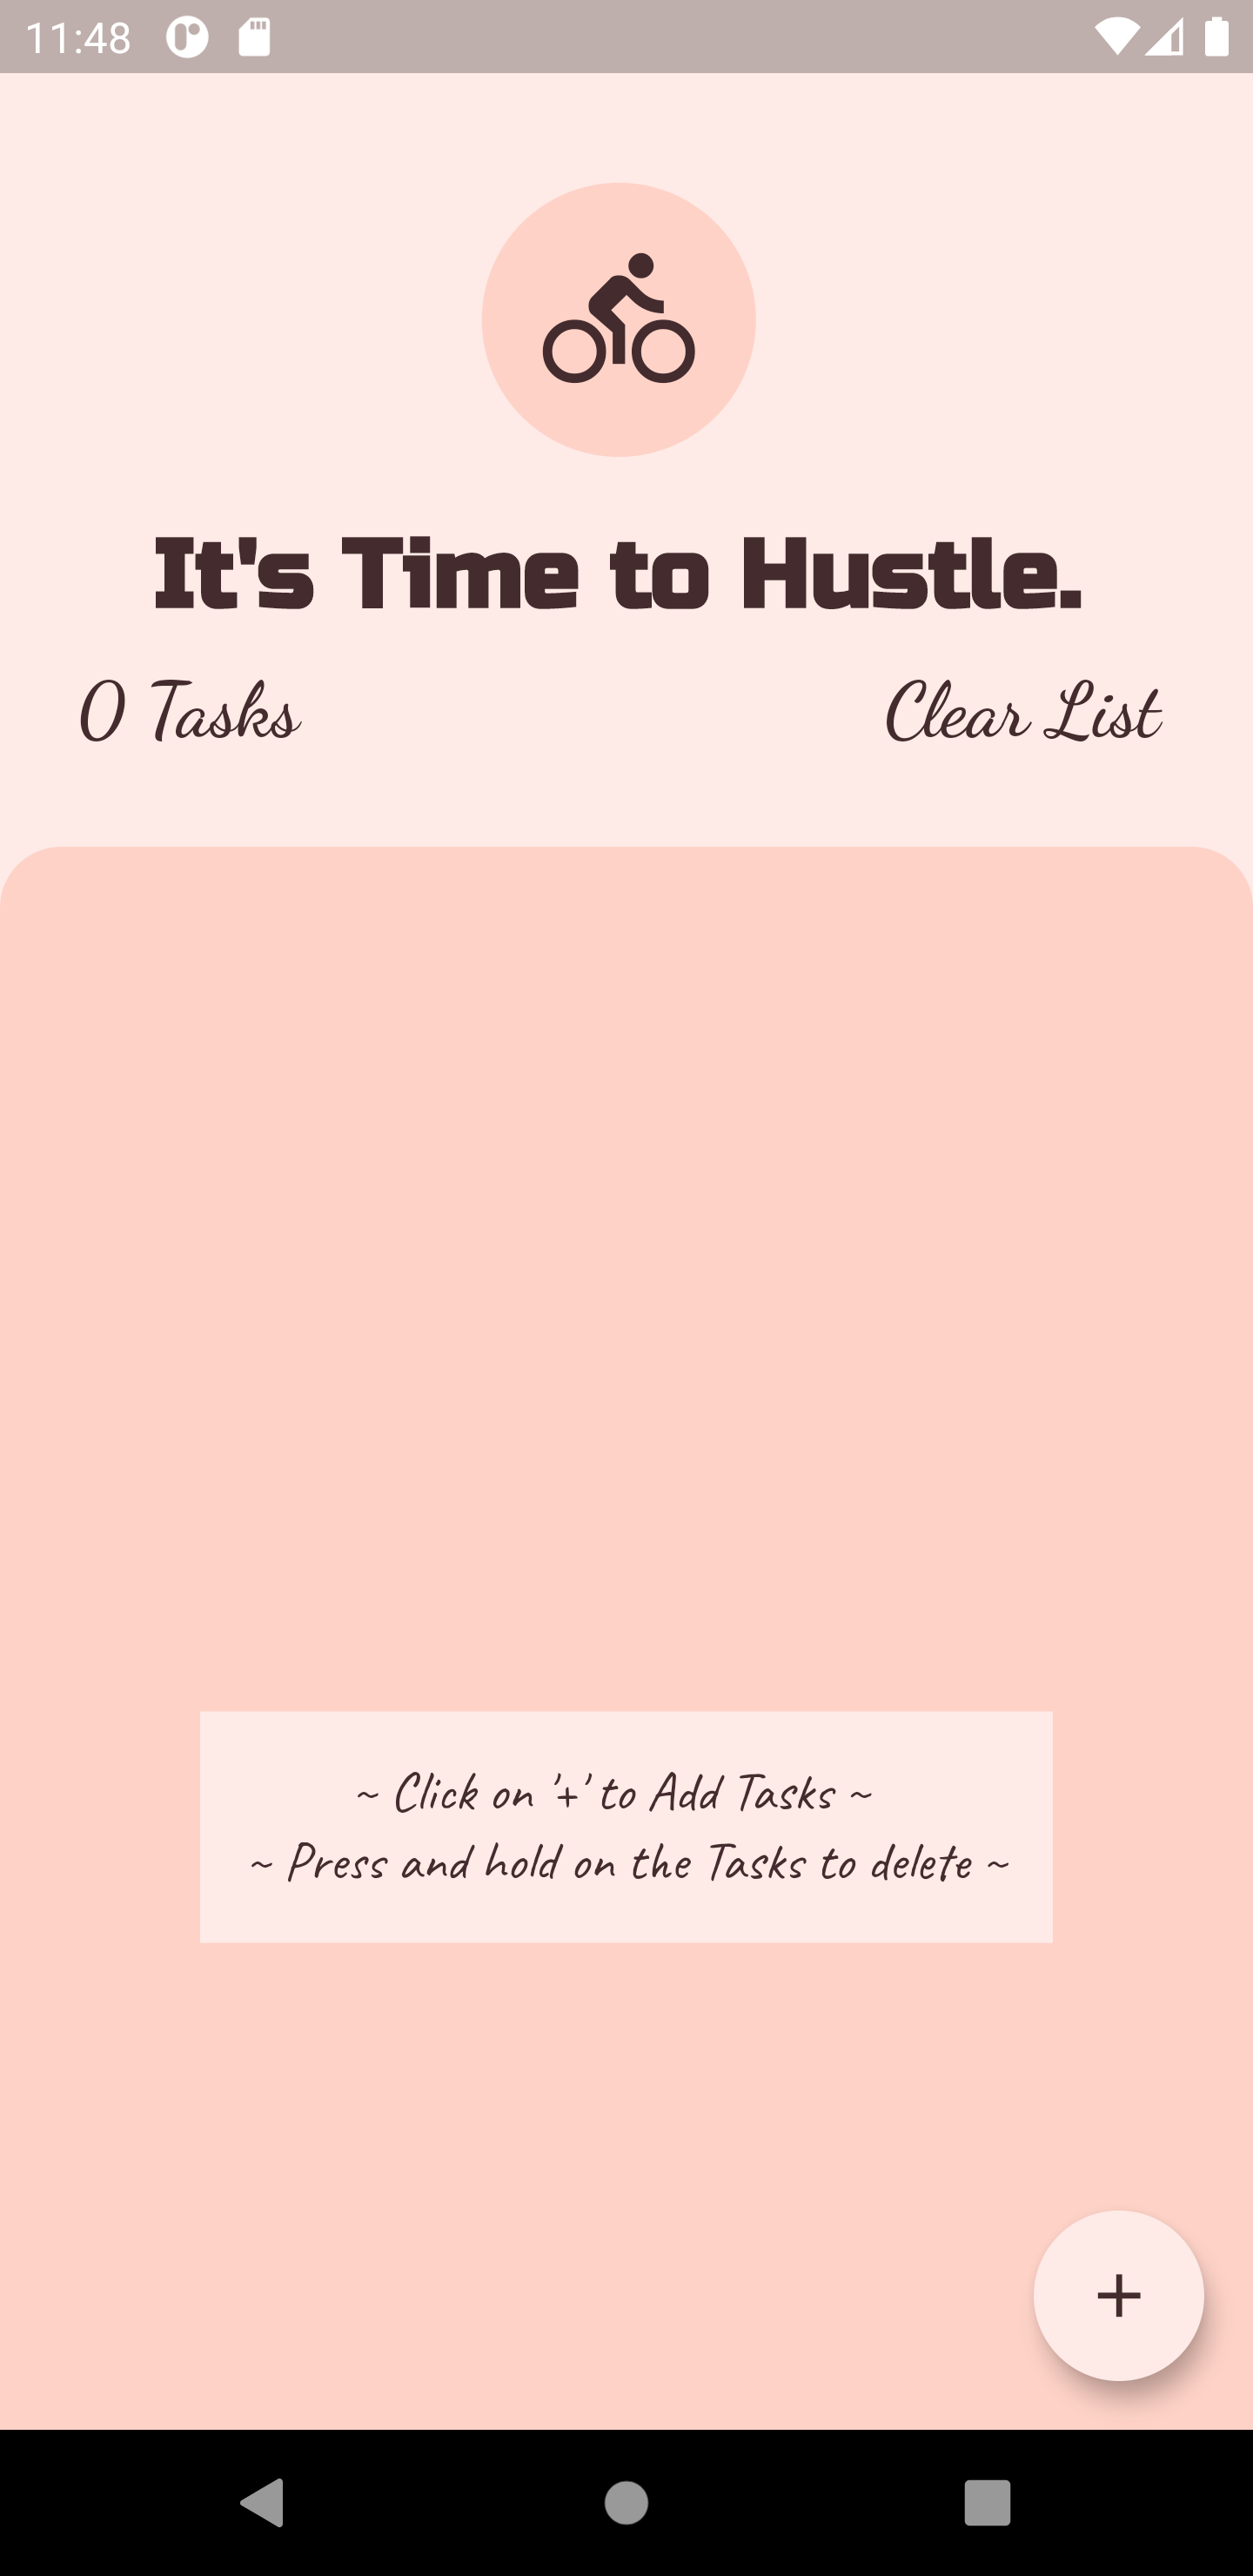 11:48
It's Time to Hustle.
0 Tasks
Clear List
~ Click on '+' to Add Tasks ~
~ Press and hold on the Tasks to delete ~
+